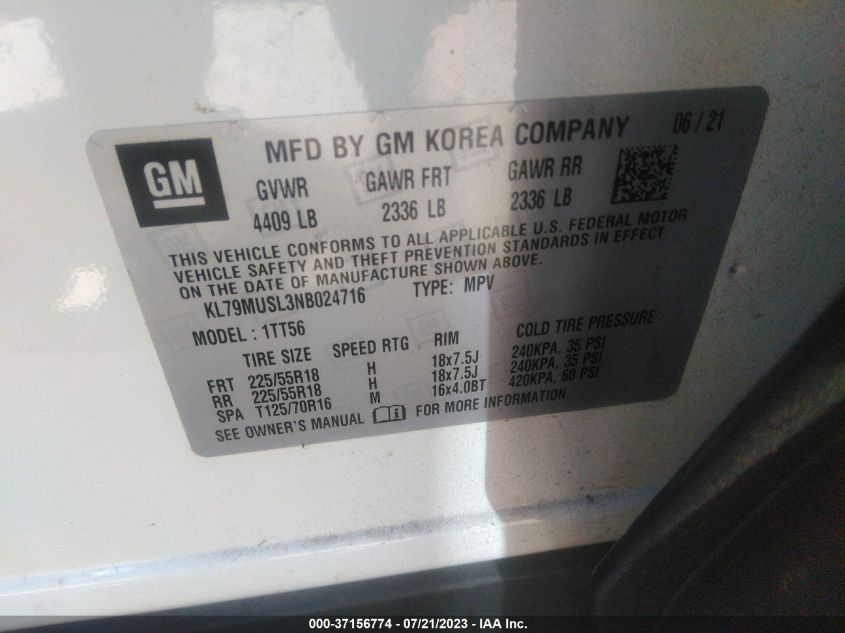 GM
MFD BY GM KOREA COMPANY 06/21
GVWR GAWR FRT GAWR RR
4409 LB 2336 LB 2336 LB
THIS VEHICLE CONFORMS TO ALL APPLICABLE U.S. FEDERAL MOTOR
VEHICLE SAFETY AND THEFT PREVENTION STANDARDS IN EFFECT
ON THE DATE OF MANUFACTURE SHOWN ABOVE.
KL79MUSL3NB024716 TYPE: MPV
MODEL : 1TT56
TIRE SIZE SPEED RTG RIM COLD TIRE PRESSURE
FRT 225/55R18 H 18x7.5J 240KPA, 35 PSI
RR 225/55R18 H 18x7.5J 240KPA, 35 PSI
SPA T125/70R16 M 16x4.0BT 420KPA, 60 PSI
SEE OWNER'S MANUAL FOR MORE INFORMATION.
000-37156774 / 07/21/2023 - IAA Inc.